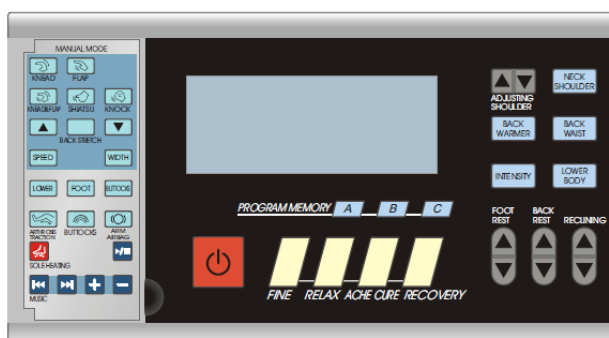 MANUAL MODE
KNEAD FLAP
KNEAD&FLAP SHIATSU KNOCK
BACK STRETCH
SPEED WIDTH
LOWER FOOT BUTTOCKS
ARTHROSIS TRACTION BUTTOCKS ARM AIRBAG
SOLE HEATING
MUSIC
PROGRAM MEMORY A B C
FINE RELAX ACHE CURE RECOVERY
ADJUSTING SHOULDER
NECK SHOULDER
BACK WARMER
BACK WAIST
INTENSITY
LOWER BODY
FOOT REST
BACK REST
RECLINING